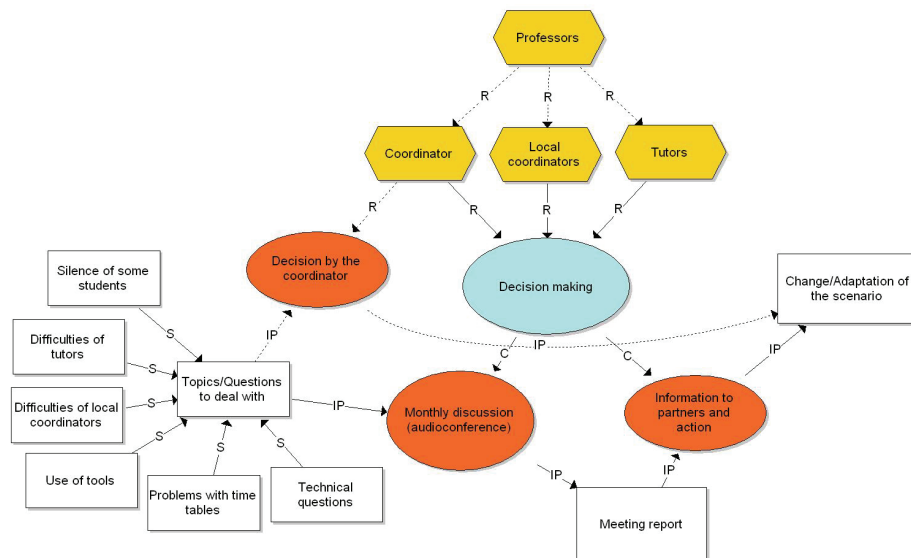 Professors
R
R
R
Coordinator
Local
coordinators
Tutors
R
R
R
R
Decision by the
coordinator
Decision making
Change/Adaptation of
the scenario
Silence of some
students
S
IP
IP
C
C
IP
Difficulties of
tutors
S
Topics/Questions
to deal with
IP
Monthly discussion
(audioconference)
Information to
partners and
action
Difficulties of local
coordinators
S
S
S
S
IP
IP
Use of tools
Problems with time
tables
Technical
questions
Meeting report